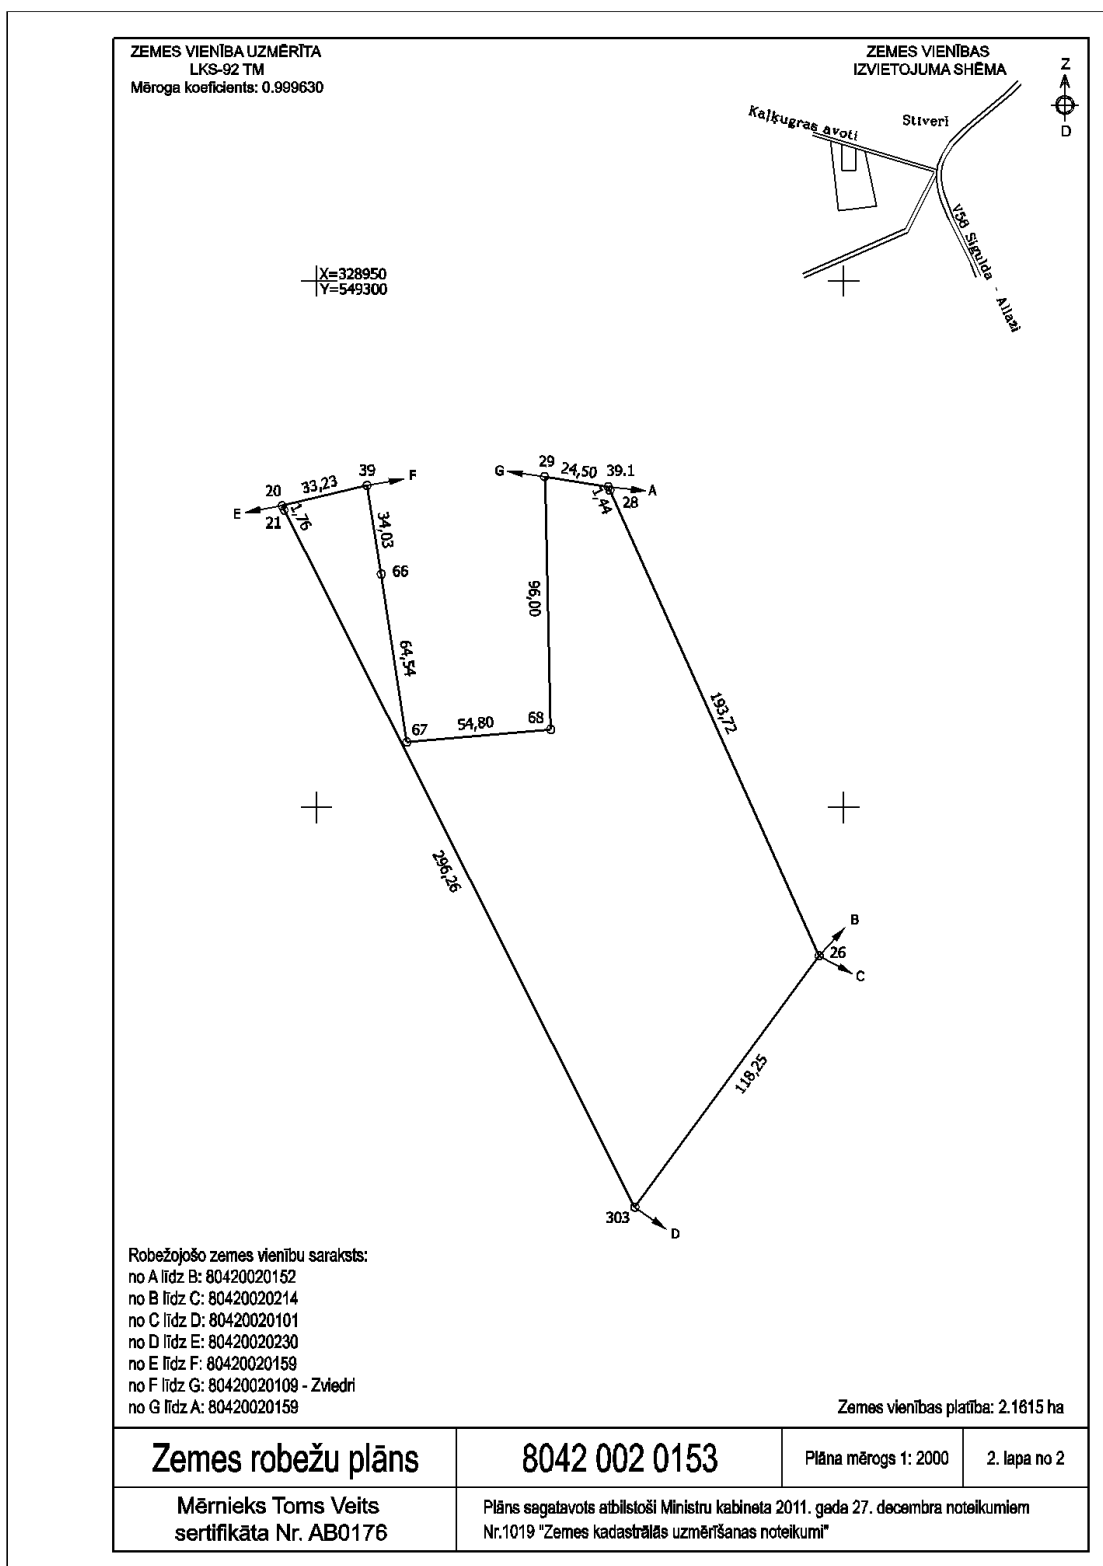 ZEMES VIENĪBA UZMĒRĪTA
LKS-92 TM
Mēroga koeficients: 0.999630
ZEMES VIENĪBAS
IZVIETOJUMA SHĒMA
Z
D
Kaļķugras avoti
Stīveri
V58 Sigulda - Allaži
X=328950
Y=549300
29
24,50
39.1
G
A
28
1,44
39
33,23
F
20
E
21
1,76
34,03
66
96,00
64,54
67
54,80
68
193,72
296,26
B
26
C
118,25
303
D
Robežojošo zemes vienību saraksts:
no A līdz B: 80420020152
no B līdz C: 80420020214
no C līdz D: 80420020101
no D līdz E: 80420020230
no E līdz F: 80420020159
no F līdz G: 80420020109 - Zviedri
no G līdz A: 80420020159
Zemes vienības platība: 2.1615 ha
Zemes robežu plāns
8042 002 0153
Plāna mērogs 1: 2000
2. lapa no 2
Mērnieks Toms Veits
sertifikāta Nr. AB0176
Plāns sagatavots atbilstoši Ministru kabineta 2011. gada 27. decembra noteikumiem
Nr.1019 "Zemes kadastrālās uzmērīšanas noteikumi"